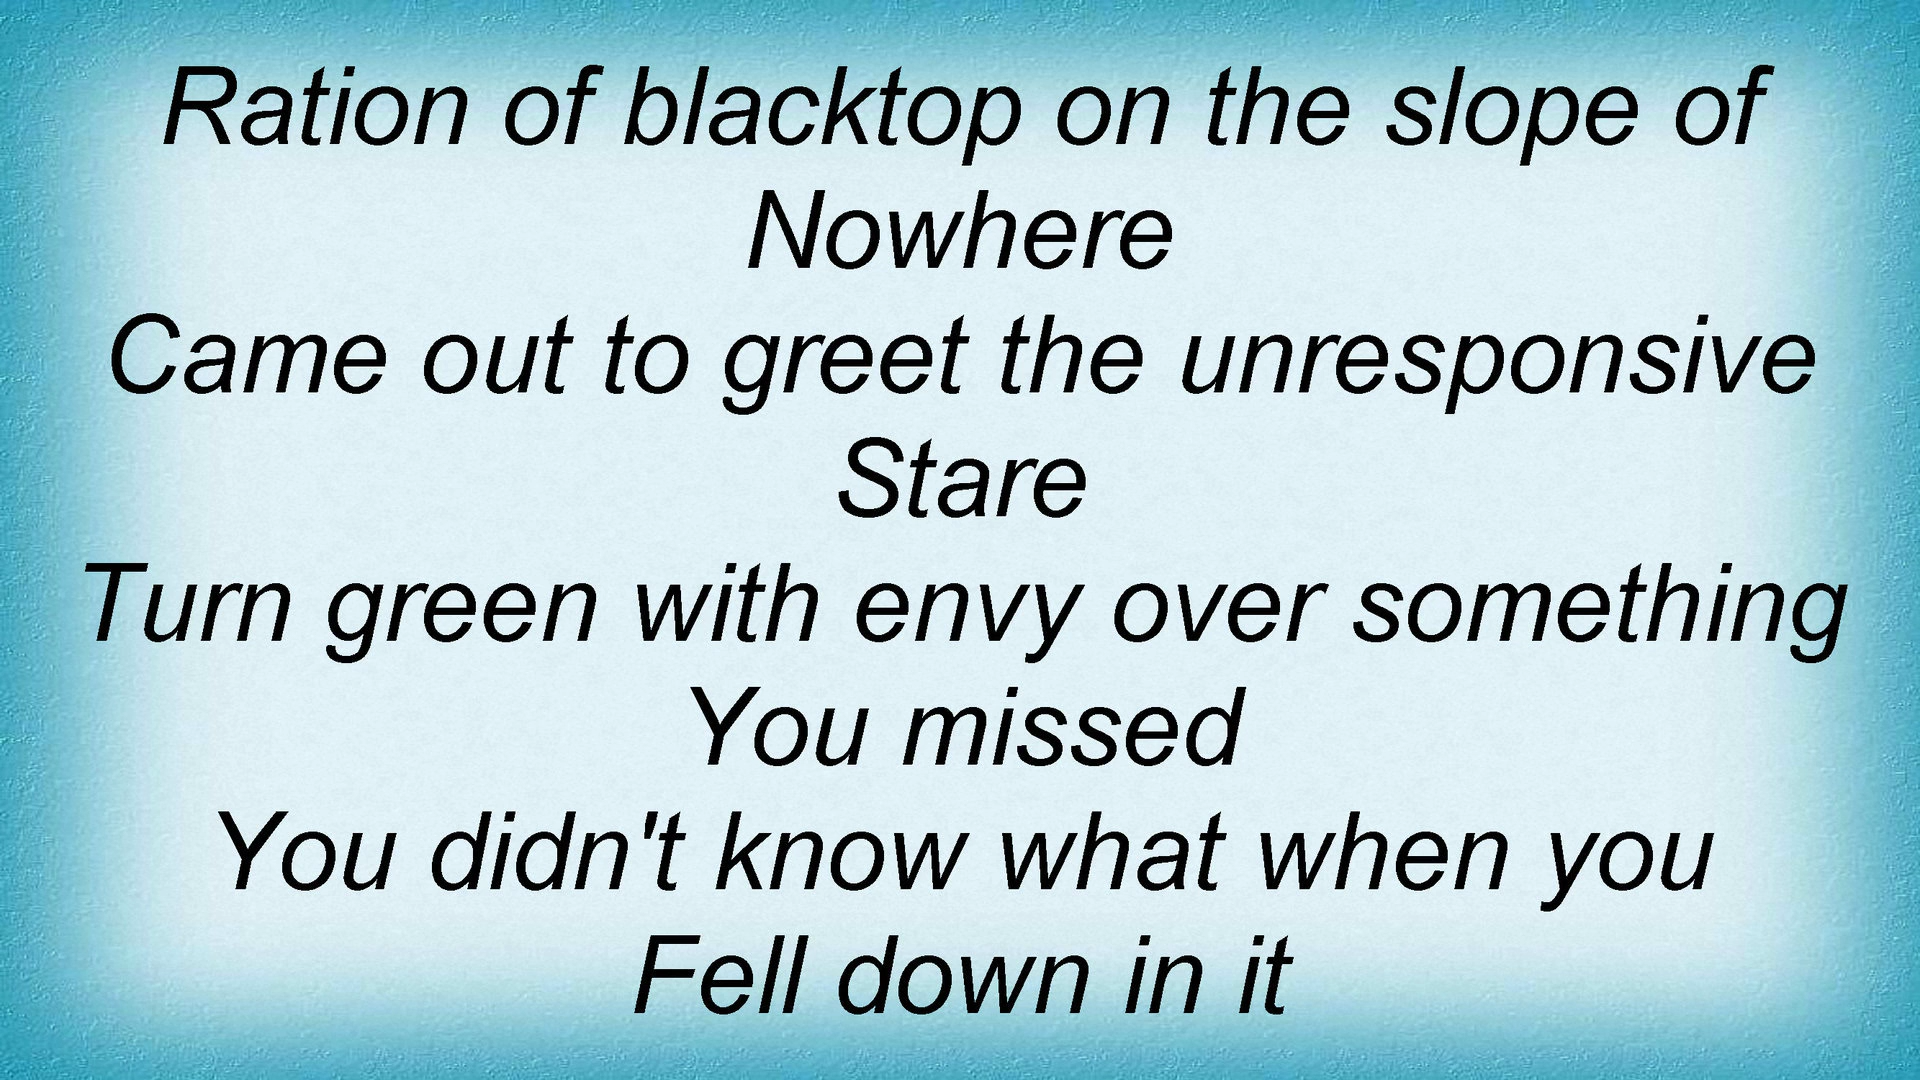 Ration of blacktop on the slope of
Nowhere
Came out to greet the unresponsive
Stare
Turn green with envy over something
You missed
You didn't know what when you
Fell down in it